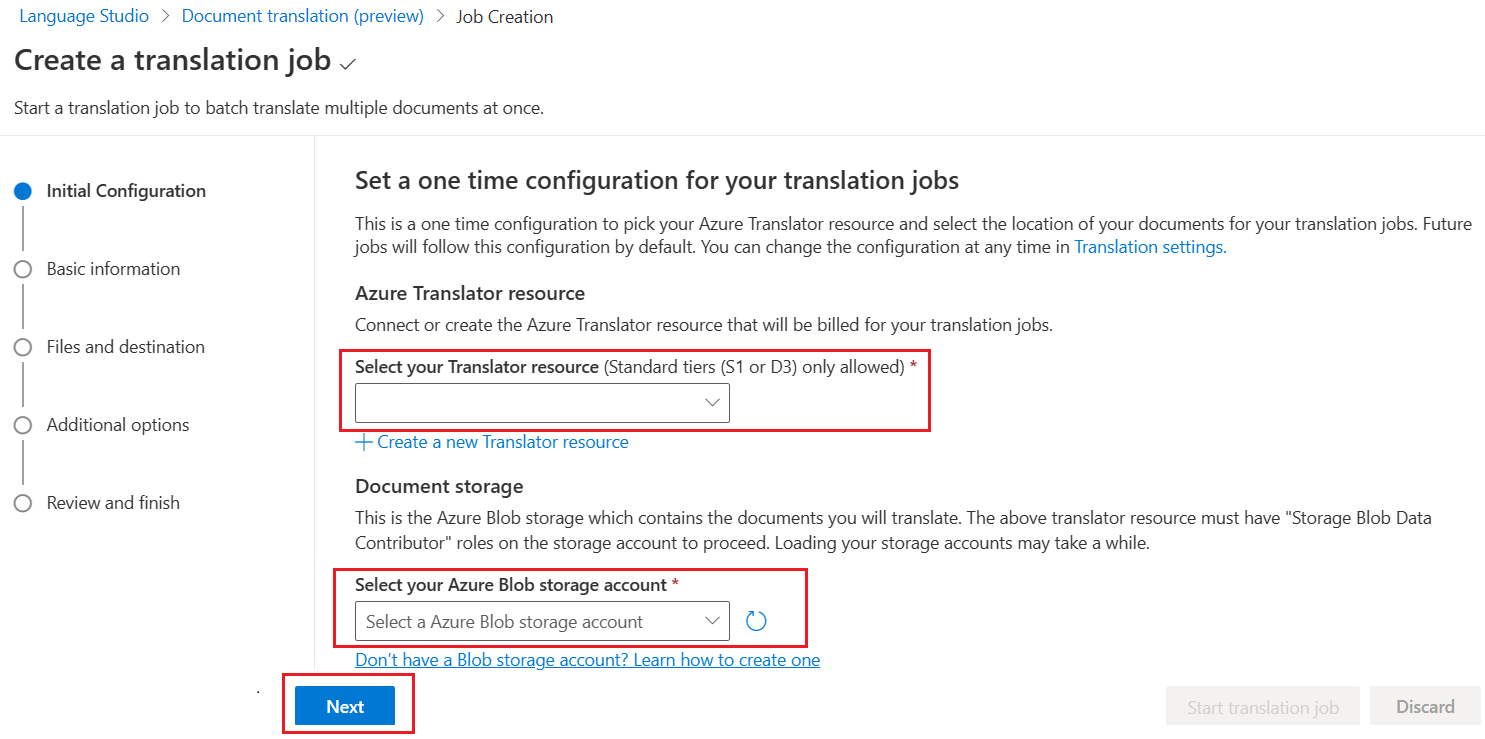 Language Studio > Document translation (preview) > Job Creation
Create a translation job
Start a translation job to batch translate multiple documents at once.
Initial Configuration
Basic information
Files and destination
Additional options
Review and finish
Set a one time configuration for your translation jobs
This is a one time configuration to pick your Azure Translator resource and select the location of your documents for your translation jobs. Future
jobs will follow this configuration by default. You can change the configuration at any time in Translation settings.
Azure Translator resource
Connect or create the Azure Translator resource that will be billed for your translation jobs.
Select your Translator resource (Standard tiers (S1 or D3) only allowed) *
Create a new Translator resource
Document storage
This is the Azure Blob storage which contains the documents you will translate. The above translator resource must have "Storage Blob Data
Contributor" roles on the storage account to proceed. Loading your storage accounts may take a while.
Select your Azure Blob storage account *
Select a Azure Blob storage account
Don't have a Blob storage account? Learn how to create one
Next
Start translation job
Discard